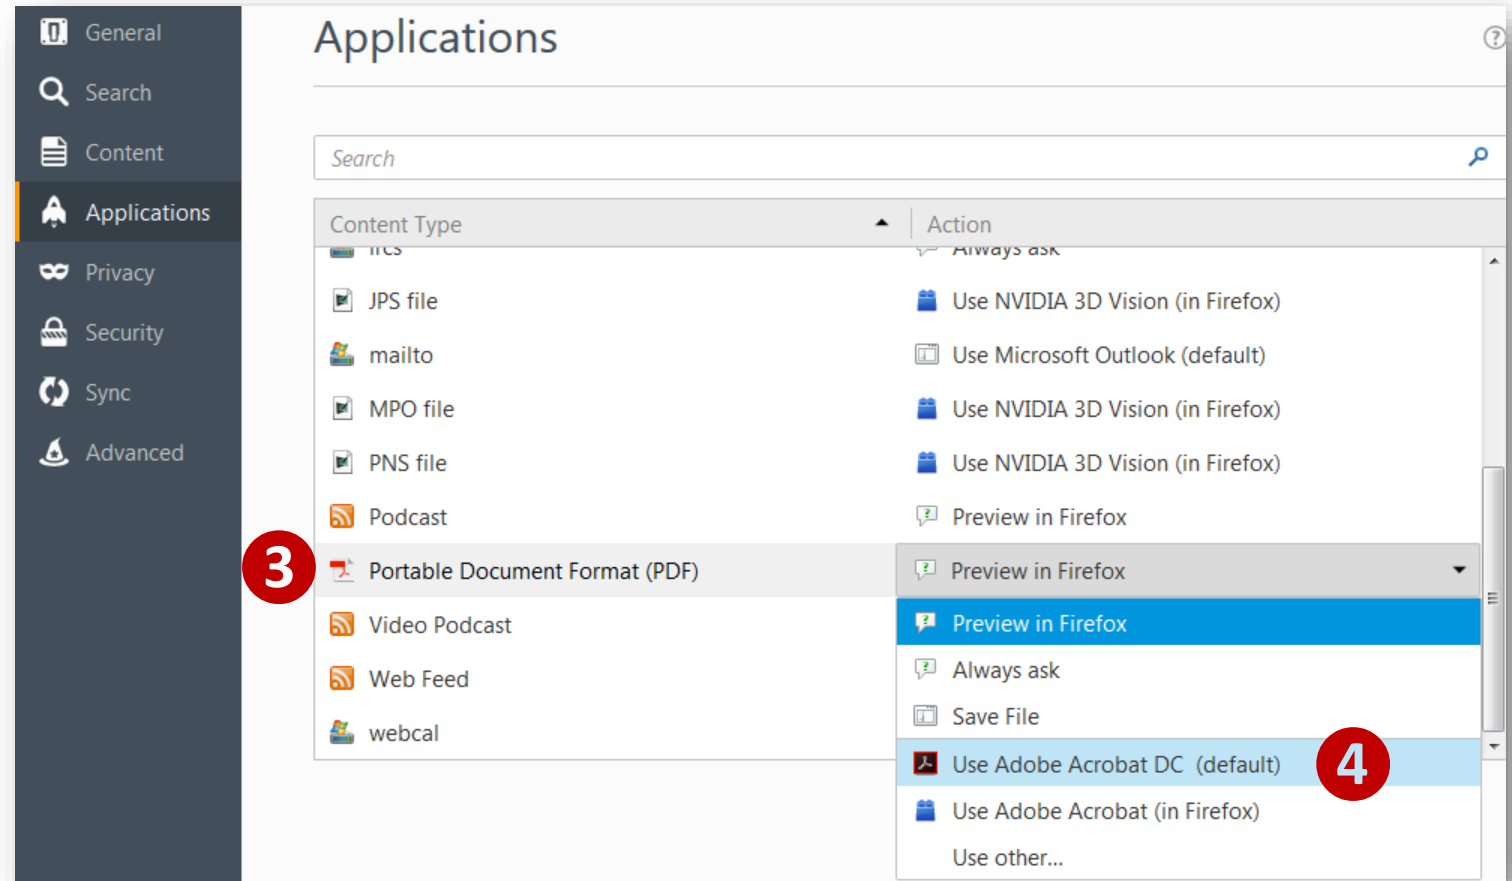 General
Search
Content
Applications
Privacy
Security
Sync
Advanced
Applications
?
Search
Content Type Action
ircs Always ask
JPS file Use NVIDIA 3D Vision (in Firefox)
mailto Use Microsoft Outlook (default)
MPO file Use NVIDIA 3D Vision (in Firefox)
PNS file Use NVIDIA 3D Vision (in Firefox)
Podcast Preview in Firefox
3 Portable Document Format (PDF) Preview in Firefox
Video Podcast Preview in Firefox
Web Feed Always ask
Save File
webcal
Use Adobe Acrobat DC (default) 4
Use Adobe Acrobat (in Firefox)
Use other...